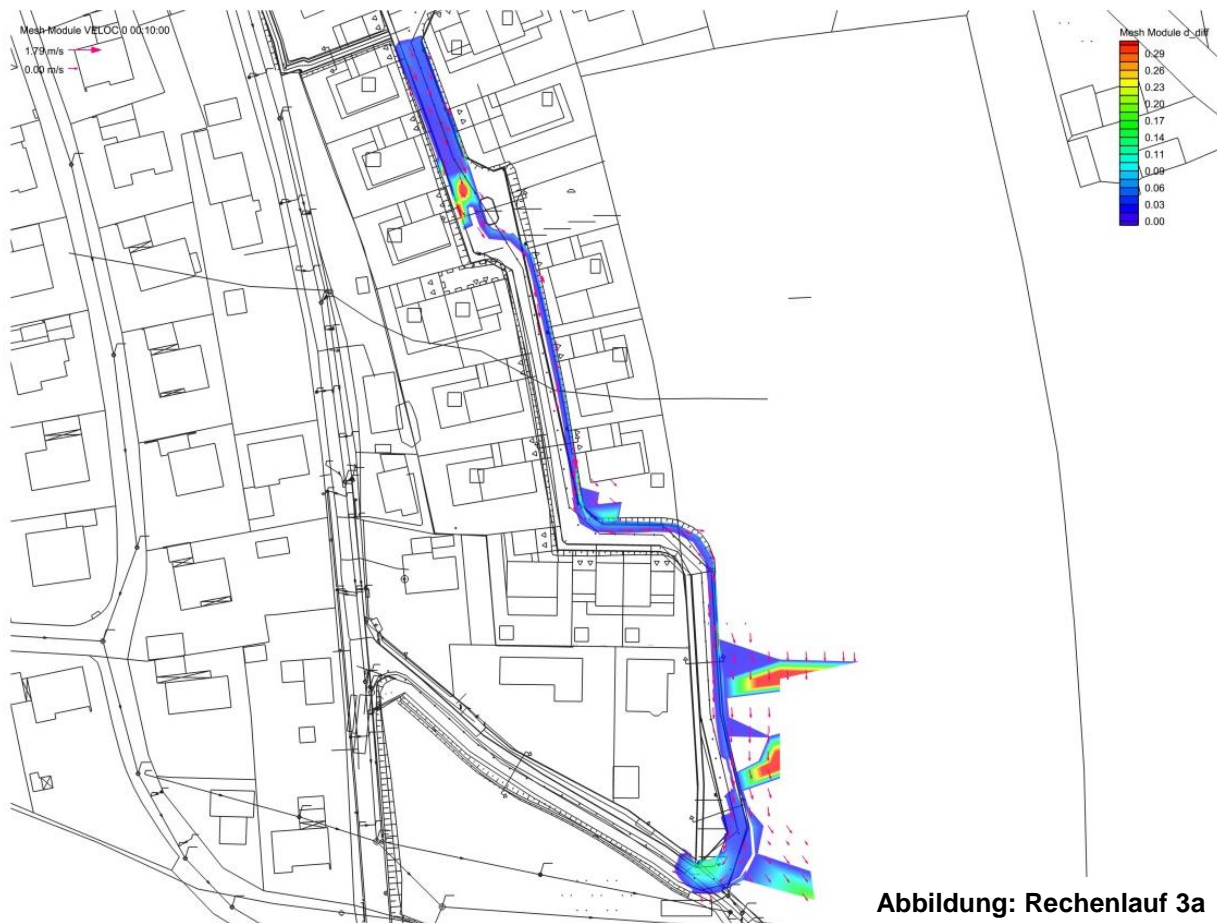 Mesh Module VELOC 0 00:10:00
1.79 m/s
0.00 m/s
Mesh Module d_diff
0.29
0.26
0.23
0.20
0.17
0.14
0.11
0.09
0.06
0.03
0.00
Abbildung: Rechenlauf 3a